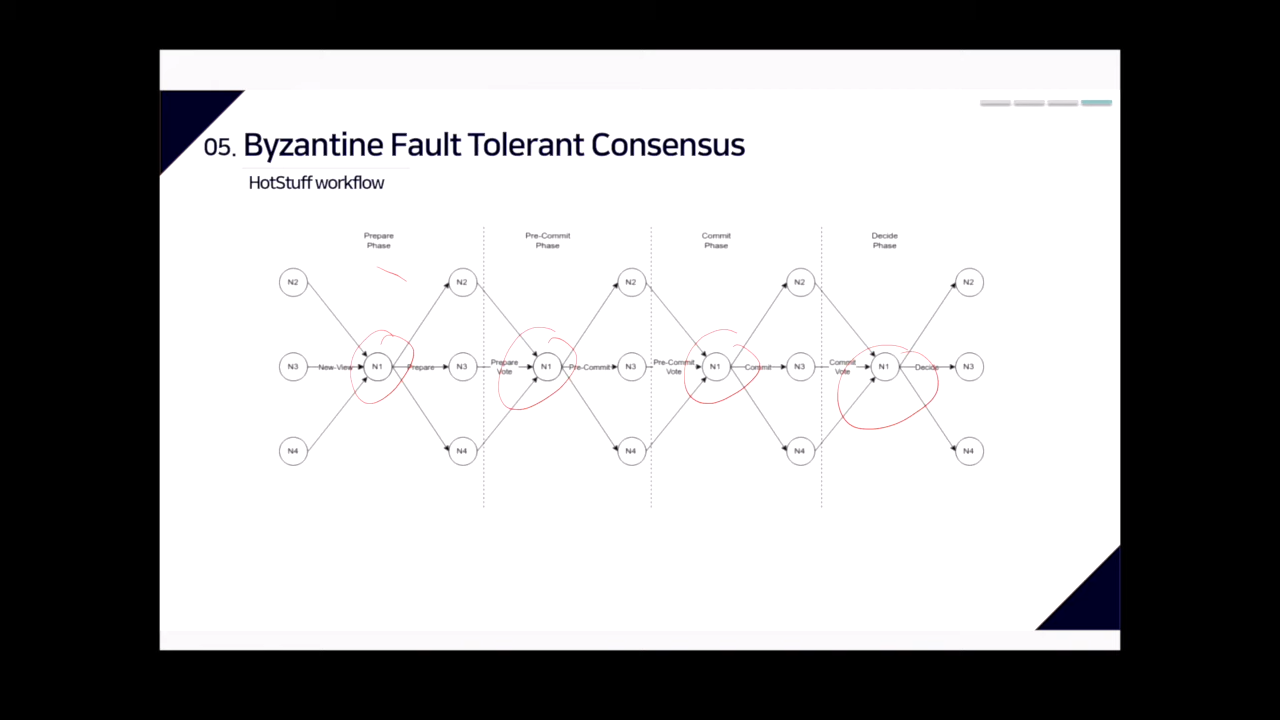 05. Byzantine Fault Tolerant Consensus
HotStuff workflow
Prepare
Phase
Pre-Commit
Phase
Commit
Phase
Decide
Phase
N2
N2
N2
N2
N2
N3
New-View
N1
Prepare
N3
Prepare
Vote
N1
Pre-Commit
N3
Pre-Commit
Vote
N1
Commit
N3
Commit
Vote
N1
Decide
N3
N4
N4
N4
N4
N4